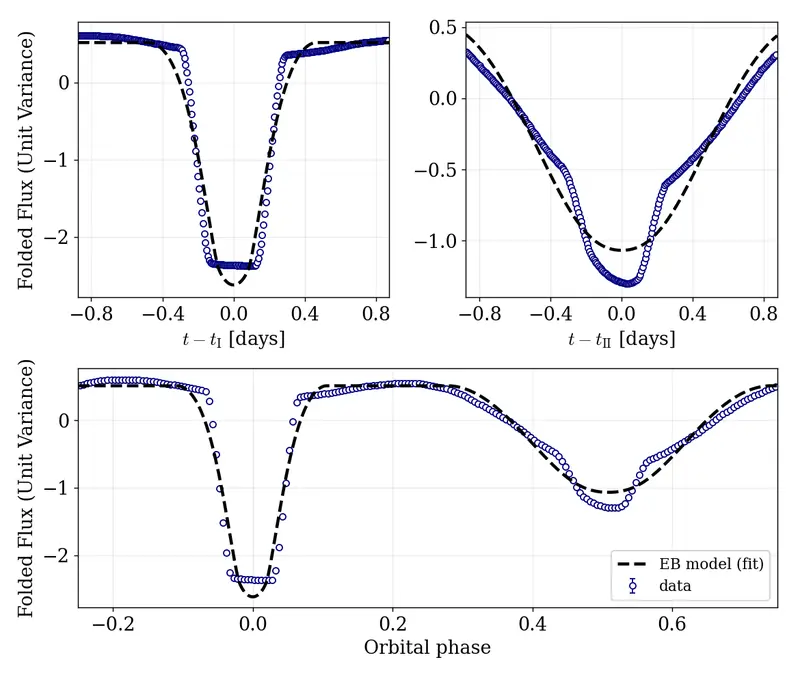 Folded Flux (Unit Variance)
0
−1
−2
−0.8 −0.4 0.0 0.4 0.8
t − t_I [days]
0.5
0.0
−0.5
−1.0
−0.8 −0.4 0.0 0.4 0.8
t − t_II [days]
Folded Flux (Unit Variance)
0
−1
−2
EB model (fit)
data
−0.2 0.0 0.2 0.4 0.6
Orbital phase